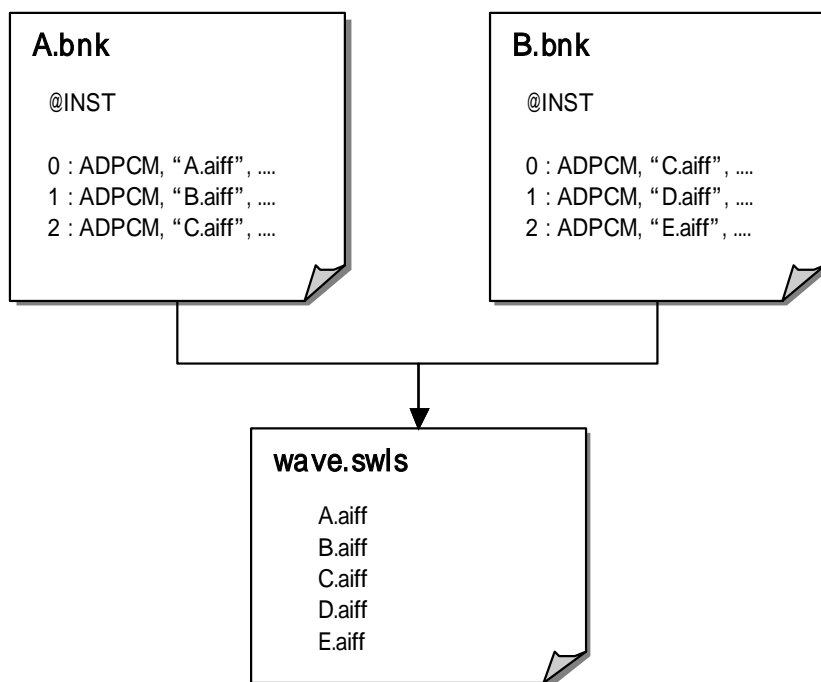 A.bnk
@INST
0 : ADPCM, “A.aiff”, ....
1 : ADPCM, “B.aiff”, ....
2 : ADPCM, “C.aiff”, ....
B.bnk
@INST
0 : ADPCM, “C.aiff”, ....
1 : ADPCM, “D.aiff”, ....
2 : ADPCM, “E.aiff”, ....
wave.swls
A.aiff
B.aiff
C.aiff
D.aiff
E.aiff